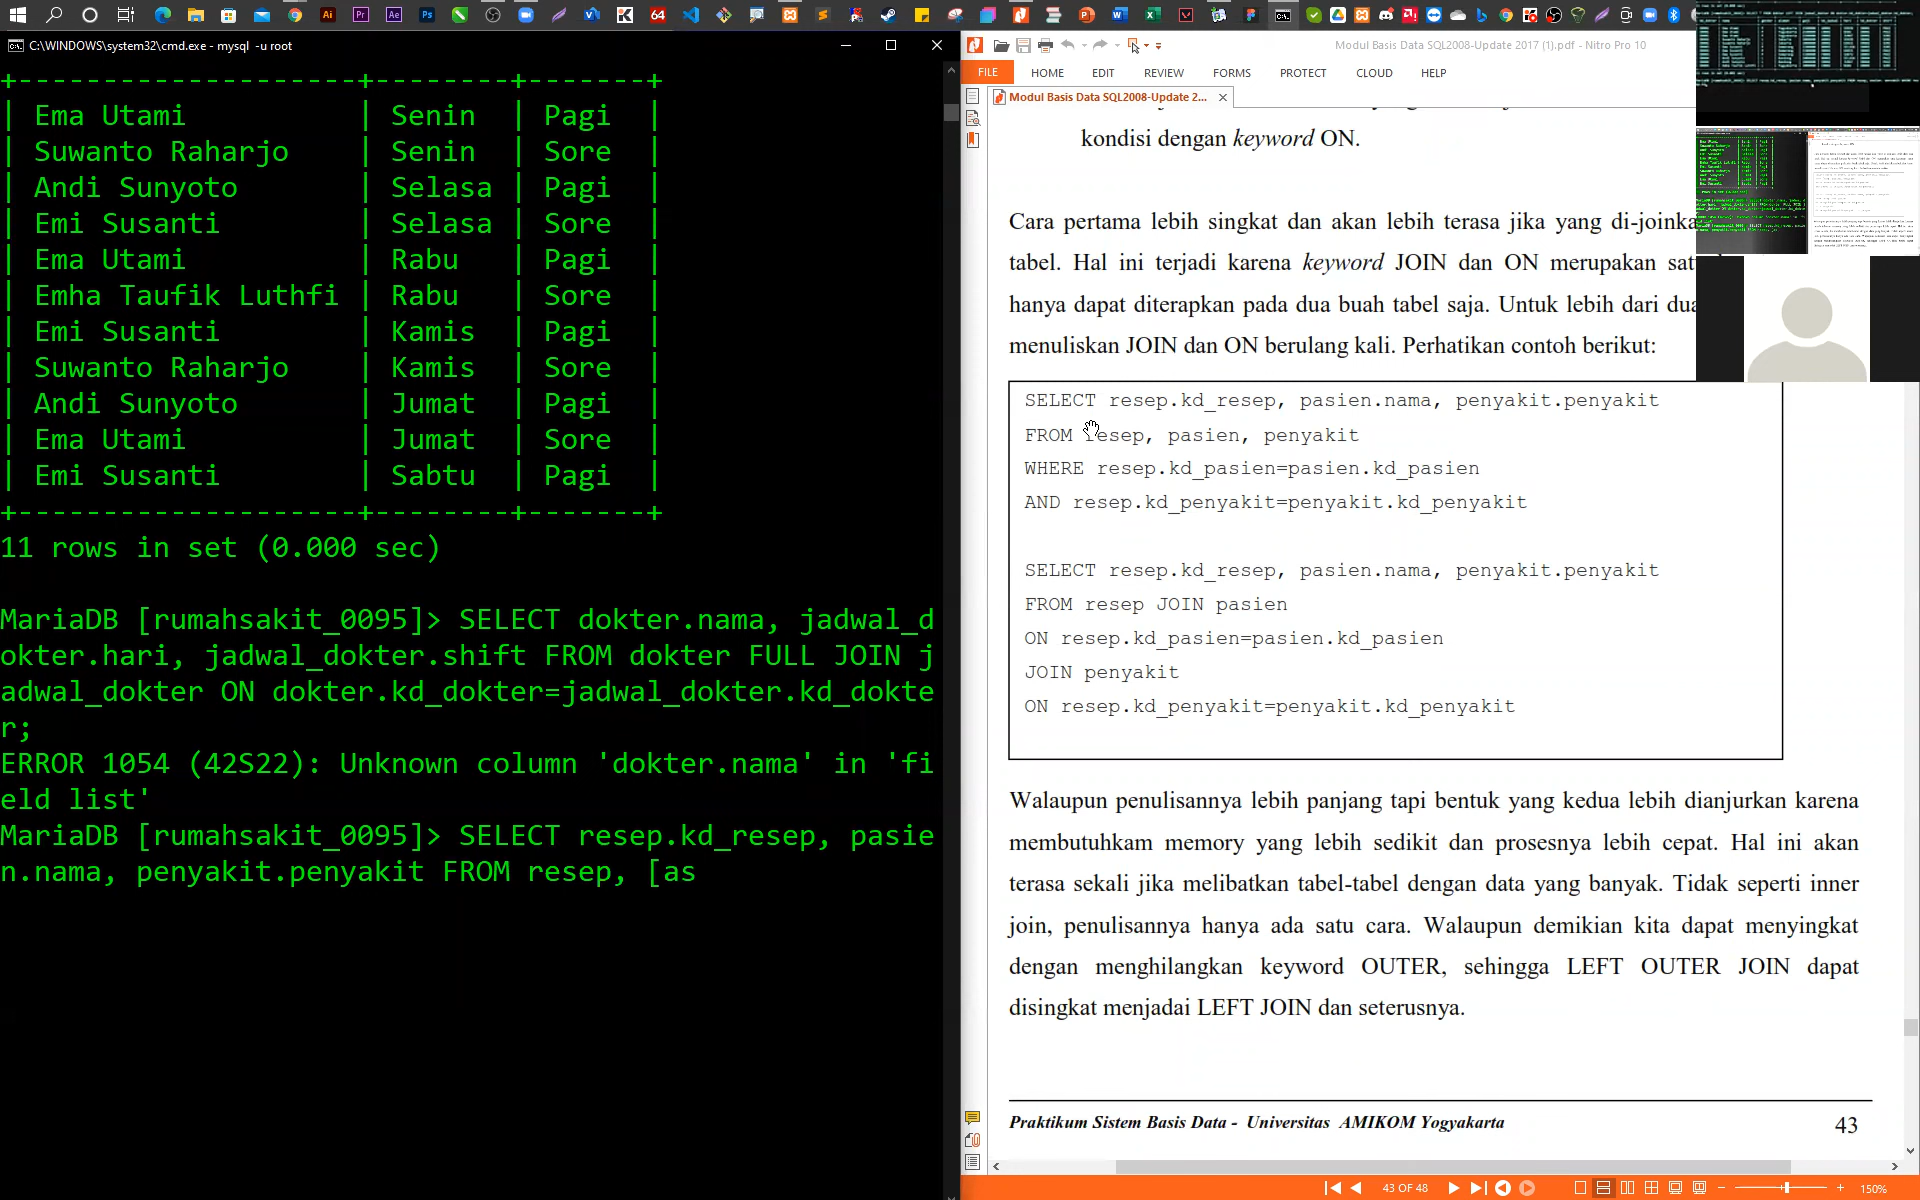 C:\WINDOWS\system32\cmd.exe - mysql -u root
+---------------------+--------+-------+
| Ema Utami | Senin | Pagi |
| Suwanto Raharjo | Senin | Sore |
| Andi Sunyoto | Selasa | Pagi |
| Emi Susanti | Selasa | Sore |
| Ema Utami | Rabu | Pagi |
| Emha Taufik Luthfi | Rabu | Sore |
| Emi Susanti | Kamis | Pagi |
| Suwanto Raharjo | Kamis | Sore |
| Andi Sunyoto | Jumat | Pagi |
| Ema Utami | Jumat | Sore |
| Emi Susanti | Sabtu | Pagi |
+---------------------+--------+-------+
11 rows in set (0.000 sec)
MariaDB [rumahsakit_0095]> SELECT dokter.nama, jadwal_d
okter.hari, jadwal_dokter.shift FROM dokter FULL JOIN j
adwal_dokter ON dokter.kd_dokter=jadwal_dokter.kd_dokte
r;
ERROR 1054 (42S22): Unknown column 'dokter.nama' in 'fi
eld list'
MariaDB [rumahsakit_0095]> SELECT resep.kd_resep, pasie
n.nama, penyakit.penyakit FROM resep, [as
Modul Basis Data SQL2008-Update 2017 (1).pdf - Nitro Pro 10
FILE HOME EDIT REVIEW FORMS PROTECT CLOUD HELP
Modul Basis Data SQL2008-Update 2...
kondisi dengan keyword ON.
Cara pertama lebih singkat dan akan lebih terasa jika yang di-joinka
tabel. Hal ini terjadi karena keyword JOIN dan ON merupakan sat
hanya dapat diterapkan pada dua buah tabel saja. Untuk lebih dari dua
menuliskan JOIN dan ON berulang kali. Perhatikan contoh berikut:
SELECT resep.kd_resep, pasien.nama, penyakit.penyakit
FROM resep, pasien, penyakit
WHERE resep.kd_pasien=pasien.kd_pasien
AND resep.kd_penyakit=penyakit.kd_penyakit
SELECT resep.kd_resep, pasien.nama, penyakit.penyakit
FROM resep JOIN pasien
ON resep.kd_pasien=pasien.kd_pasien
JOIN penyakit
ON resep.kd_penyakit=penyakit.kd_penyakit
Walaupun penulisannya lebih panjang tapi bentuk yang kedua lebih dianjurkan karena
membutuhkam memory yang lebih sedikit dan prosesnya lebih cepat. Hal ini akan
terasa sekali jika melibatkan tabel-tabel dengan data yang banyak. Tidak seperti inner
join, penulisannya hanya ada satu cara. Walaupun demikian kita dapat menyingkat
dengan menghilangkan keyword OUTER, sehingga LEFT OUTER JOIN dapat
disingkat menjadai LEFT JOIN dan seterusnya.
Praktikum Sistem Basis Data - Universitas AMIKOM Yogyakarta 43
43 OF 48
150%